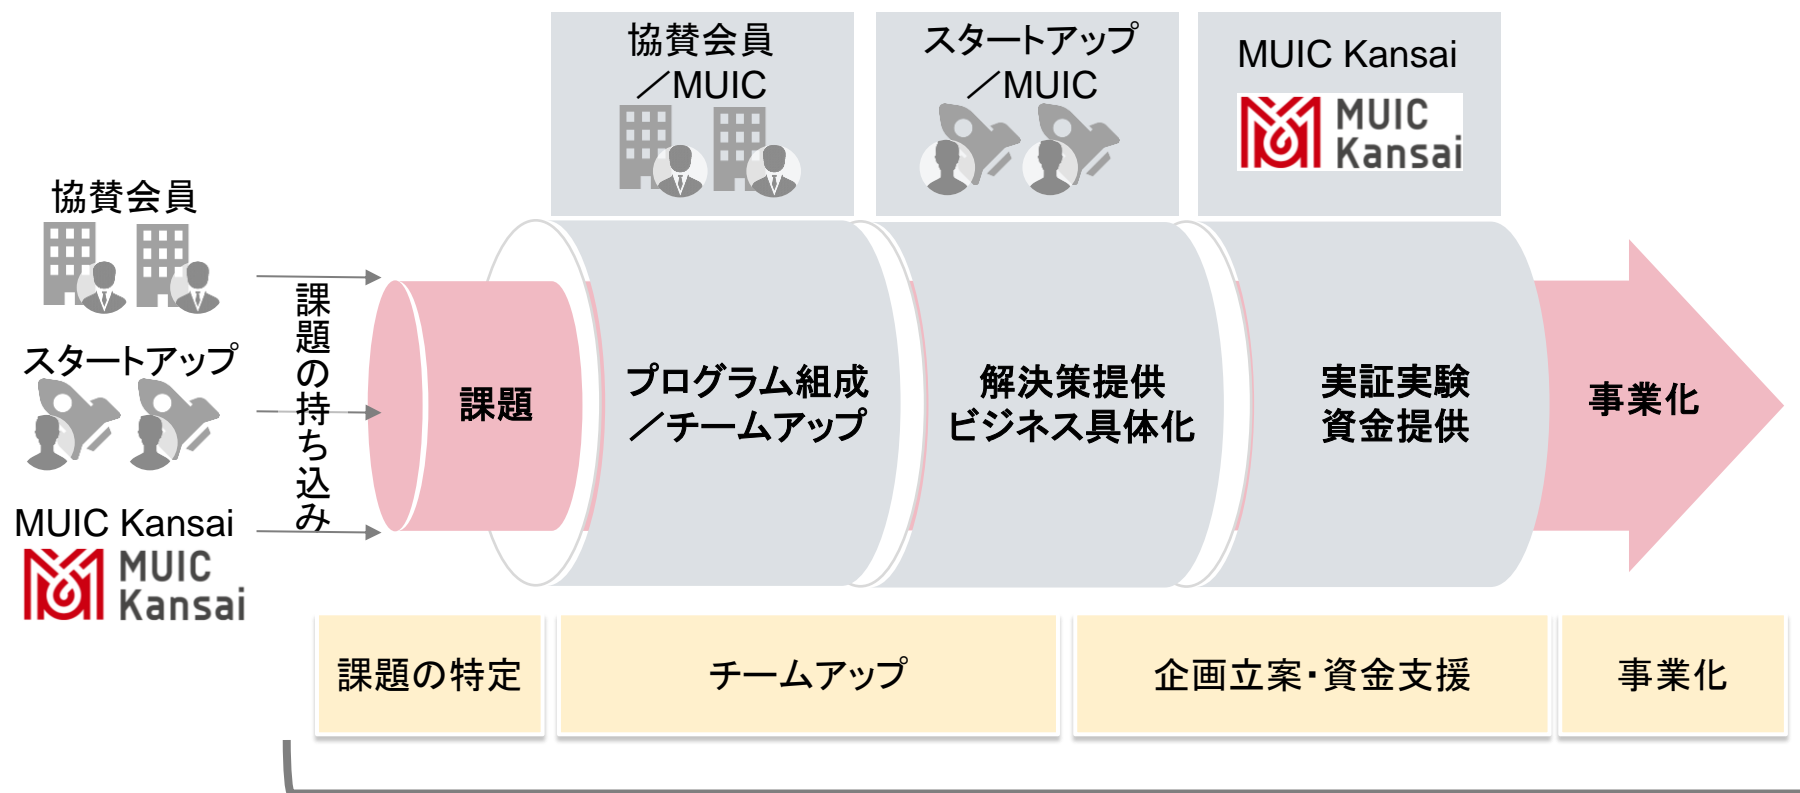 協賛会員
／MUIC
スタートアップ
／MUIC
MUIC Kansai
MUIC
Kansai
協賛会員
スタートアップ
MUIC Kansai
MUIC
Kansai
課題の持ち込み
課題
プログラム組成
／チームアップ
解決策提供
ビジネス具体化
実証実験
資金提供
事業化
課題の特定
チームアップ
企画立案・資金支援
事業化